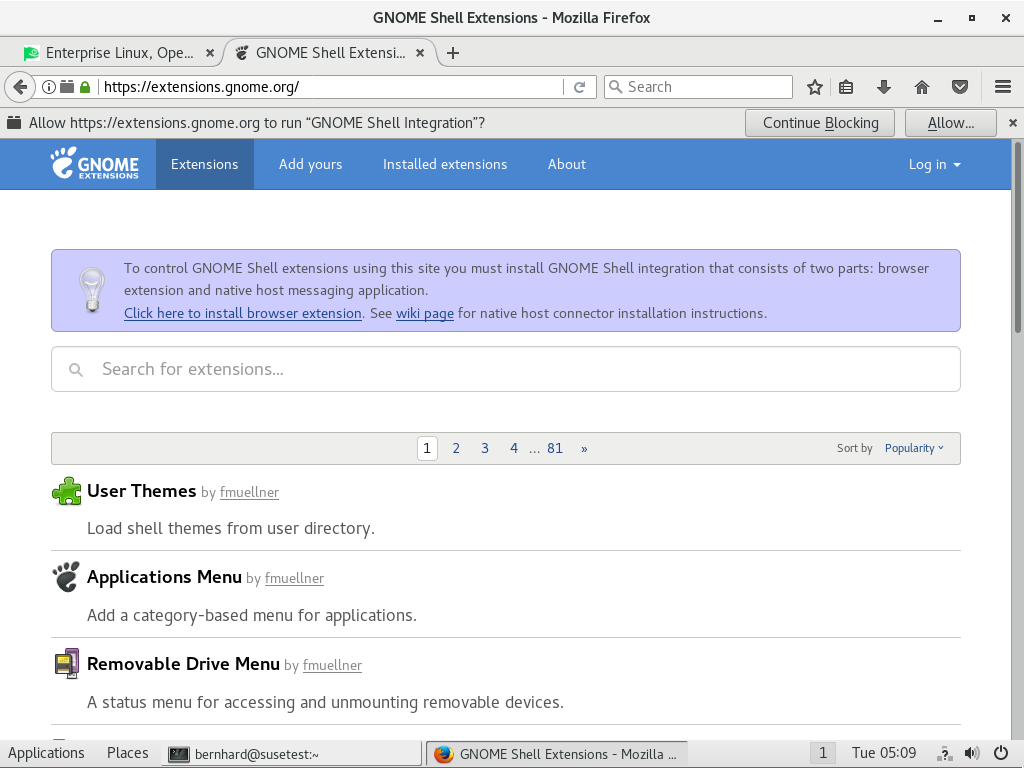 GNOME Shell Extensions - Mozilla Firefox
Enterprise Linux, Ope...
GNOME Shell Extensi...
https://extensions.gnome.org/
Search
Allow https://extensions.gnome.org to run “GNOME Shell Integration”?
Continue Blocking
Allow...
GNOME EXTENSIONS
Extensions
Add yours
Installed extensions
About
Log in
To control GNOME Shell extensions using this site you must install GNOME Shell integration that consists of two parts: browser
extension and native host messaging application.
Click here to install browser extension. See wiki page for native host connector installation instructions.
Search for extensions...
1 2 3 4 ... 81 »
Sort by Popularity
User Themes by fmuellner
Load shell themes from user directory.
Applications Menu by fmuellner
Add a category-based menu for applications.
Removable Drive Menu by fmuellner
A status menu for accessing and unmounting removable devices.
Applications
Places
bernhard@susetest:~
GNOME Shell Extensions - Mozilla ...
1
Tue 05:09